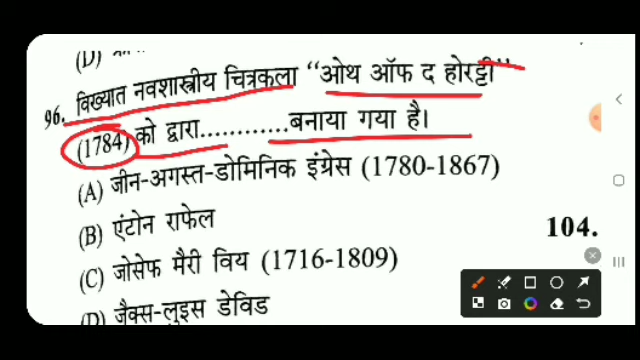 (D)
96. विख्यात नवशास्त्रीय चित्रकला “ओथ ऑफ द होरट्टी”
(1784) को द्वारा............बनाया गया है।
(A) जीन-अगस्त-डोमिनिक इंग्रेस (1780-1867)
(B) एंटोन राफेल
104.
(C) जोसेफ मैरी विय (1716-1809)
(D) जैक्स-लुइस डेविड